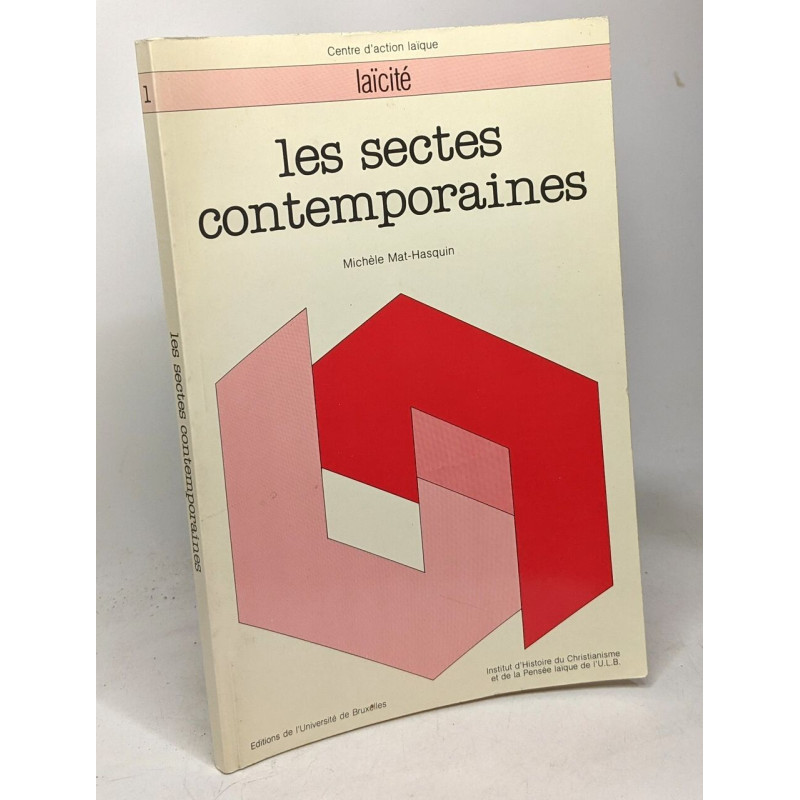 Centre d'action laïque
laïcité
1
les sectes
contemporaines
Michèle Mat-Hasquin
les sectes contemporaines
Institut d'Histoire du Christianisme
et de la Pensée laïque de l'U.L.B.
Editions de l'Université de Bruxelles